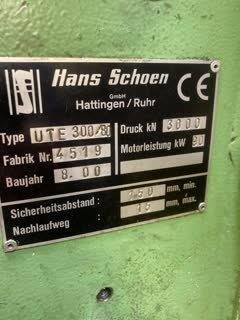 Hans Schoen
GmbH
Hattingen/Ruhr
CE
Type UTE 300/80 Druck kN 3000
Fabrik Nr. 4519 Motorleistung kW 30
Baujahr 8.00
Sicherheitsabstand : 150 mm, min.
Nachlaufweg : 15 mm, max.